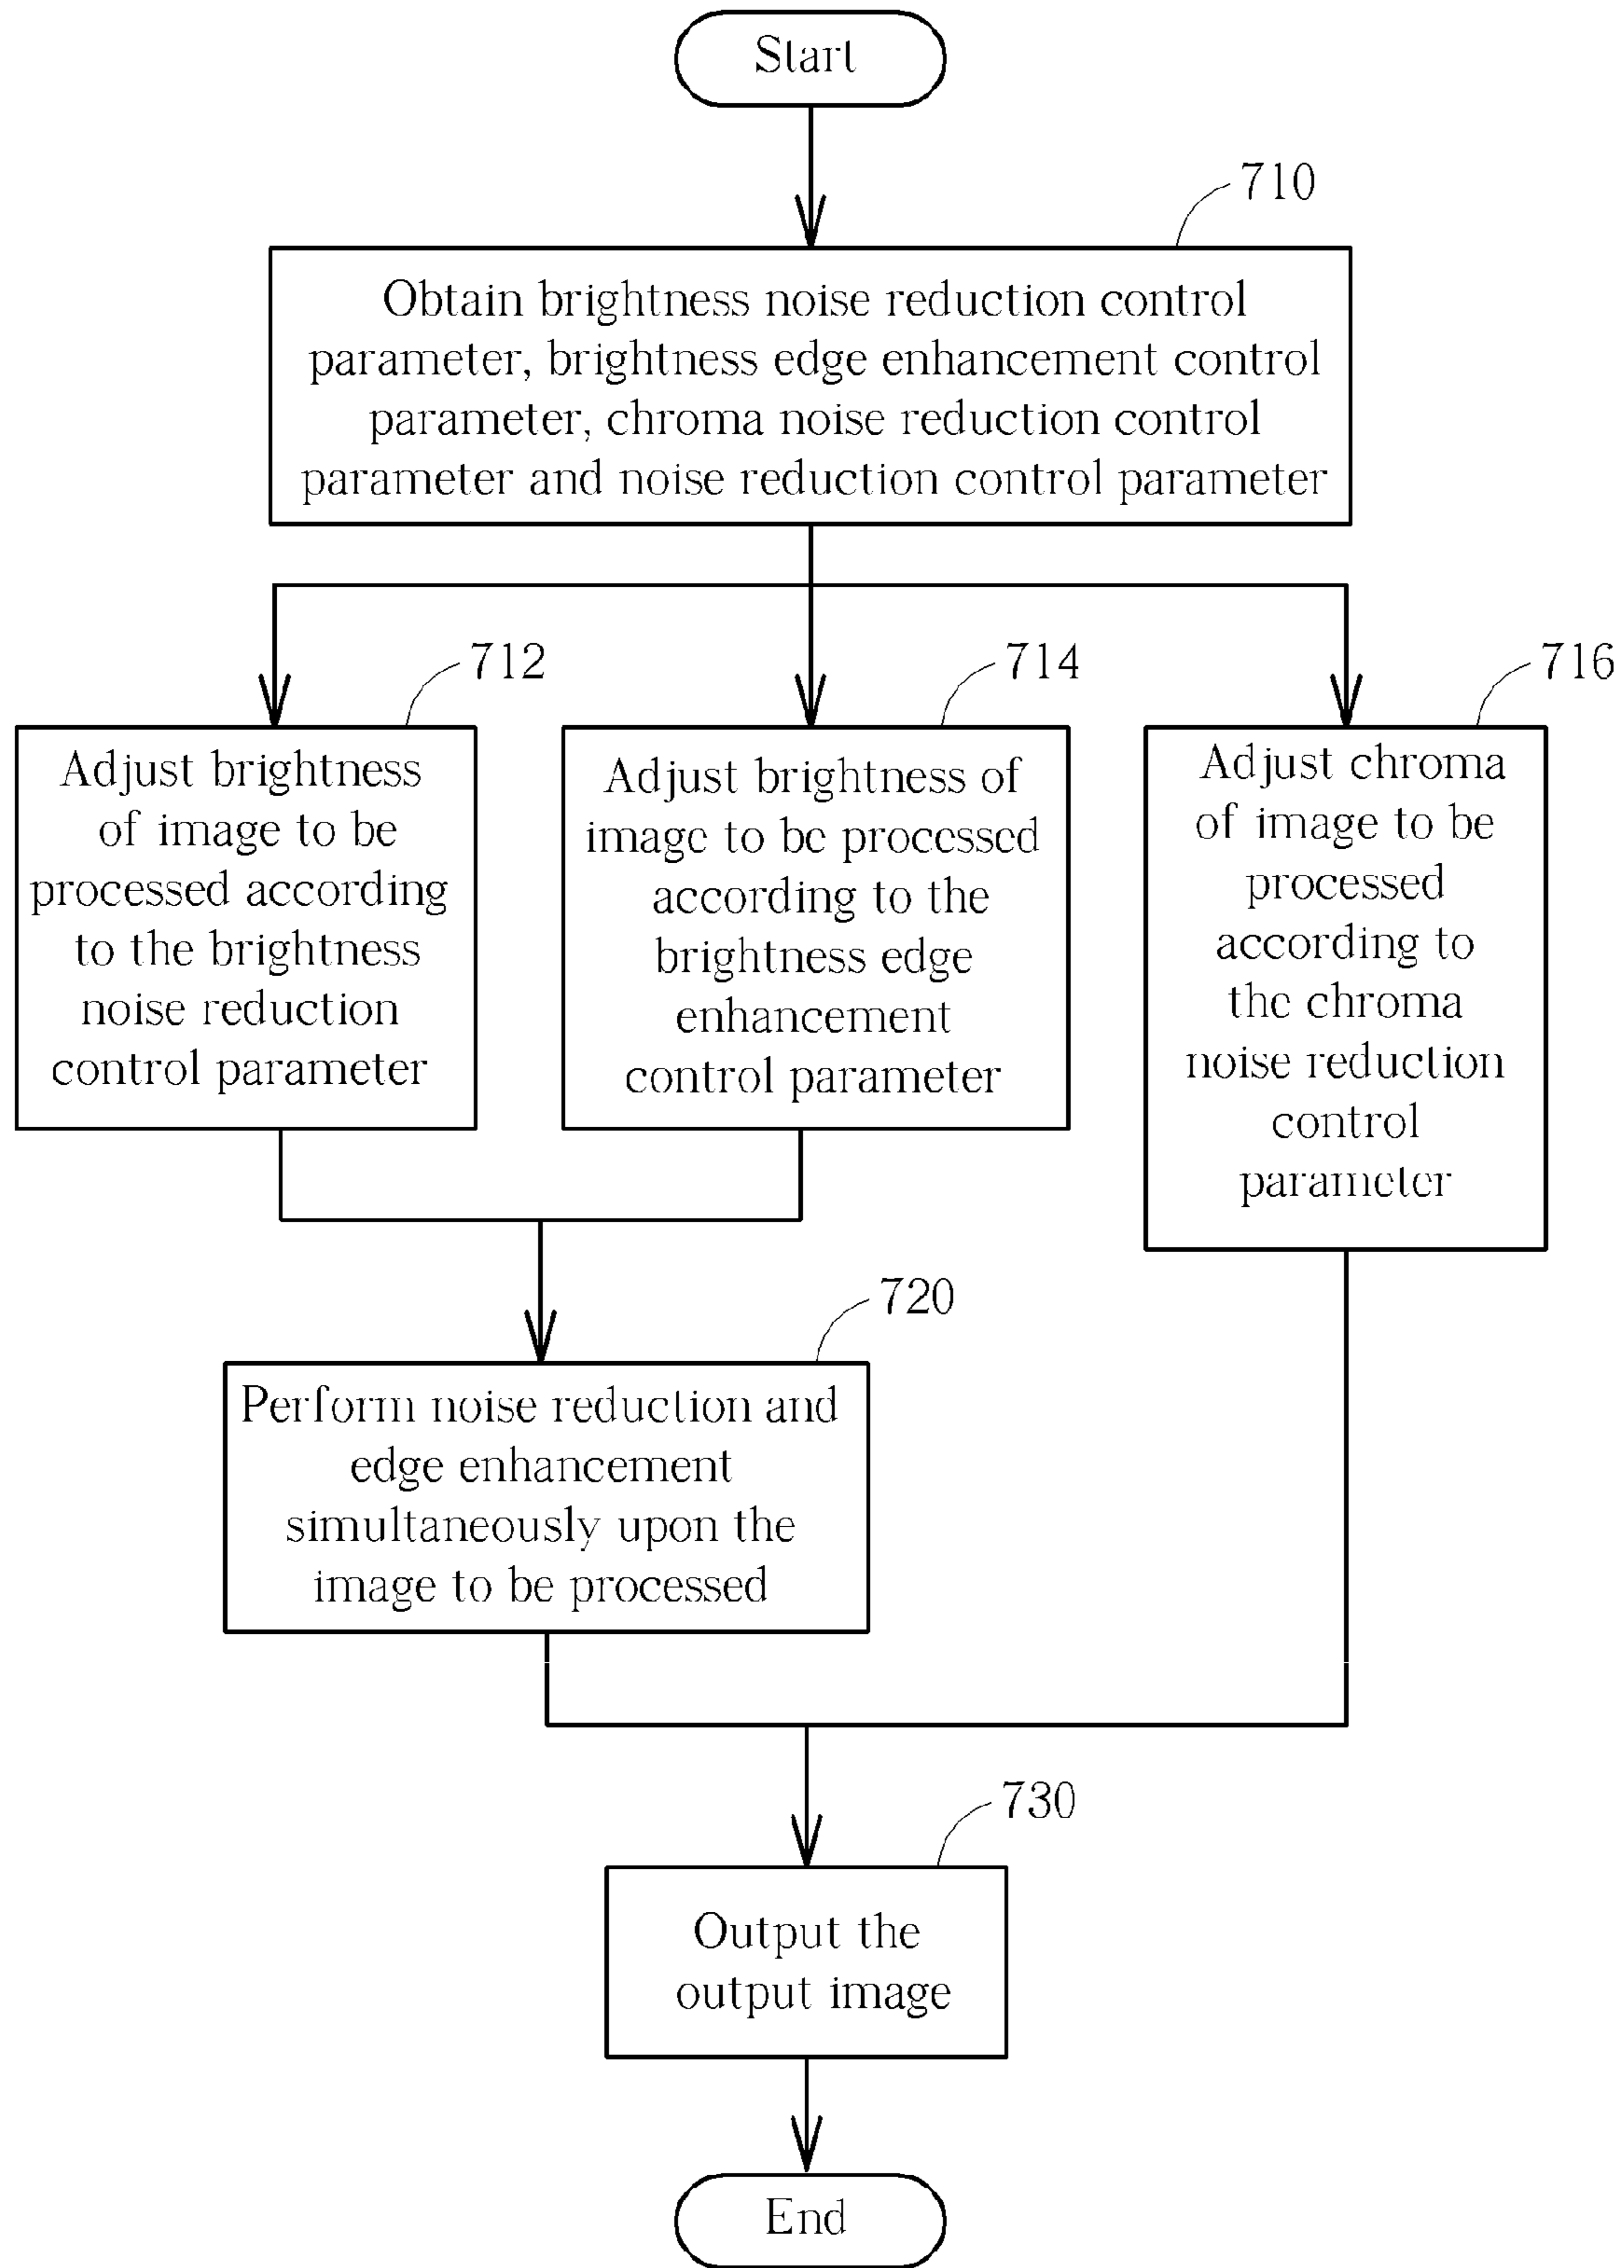 Start
710
Obtain brightness noise reduction control
parameter, brightness edge enhancement control
parameter, chroma noise reduction control
parameter and noise reduction control parameter
712
Adjust brightness
of image to be
processed according
to the brightness
noise reduction
control parameter
714
Adjust brightness of
image to be processed
according to the
brightness edge
enhancement
control parameter
716
Adjust chroma
of image to be
processed
according to
the chroma
noise reduction
control
parameter
720
Perform noise reduction and
edge enhancement
simultaneously upon the
image to be processed
730
Output the
output image
End